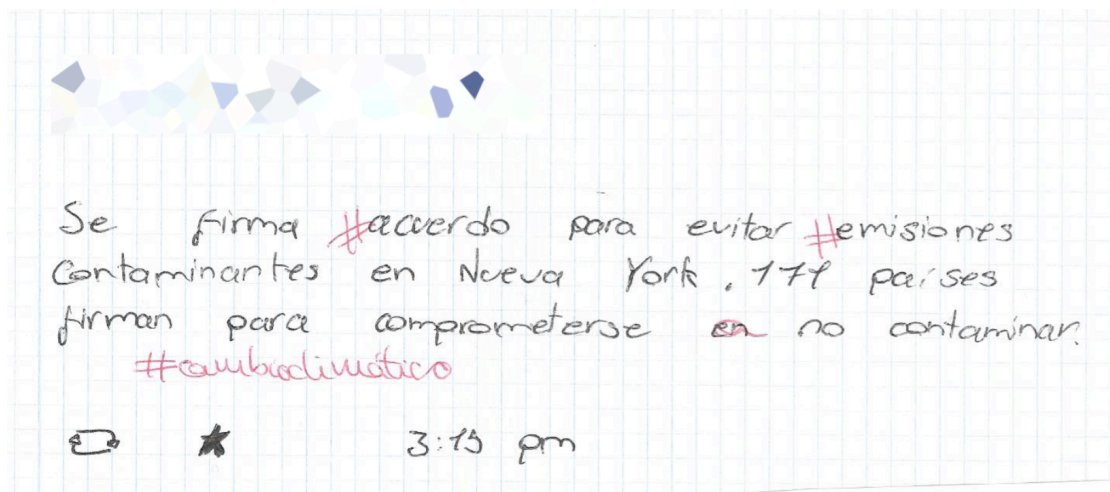 Se firma #acuerdo para evitar #emisiones
contaminantes en Nueva York. 171 países
firman para comprometerse en no contaminar.
#cambioclimático
3:15 pm